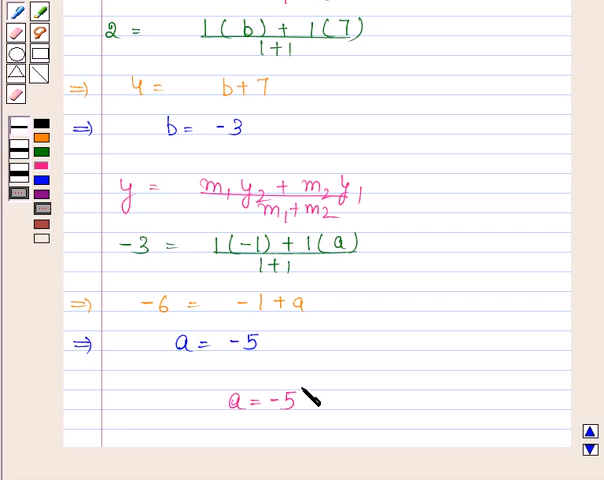 2 = 1(b) + 1(7) / 1+1
⇒ 4 = b+7
⇒ b = -3
y = m₁y₂ + m₂y₁ / m₁+m₂
-3 = 1(-1) + 1(a) / 1+1
⇒ -6 = -1+a
⇒ a = -5
a = -5